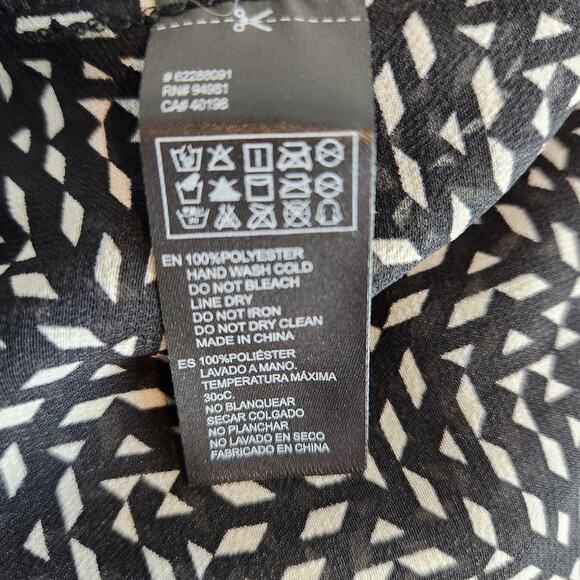 # 62288091
RN# 94981
CA# 40198
EN 100%POLYESTER
HAND WASH COLD
DO NOT BLEACH
LINE DRY
DO NOT IRON
DO NOT DRY CLEAN
MADE IN CHINA
ES 100%POLIÉSTER
LAVADO A MANO.
TEMPERATURA MÁXIMA
30oC.
NO BLANQUEAR
SECAR COLGADO
NO PLANCHAR
NO LAVADO EN SECO
FABRICADO EN CHINA